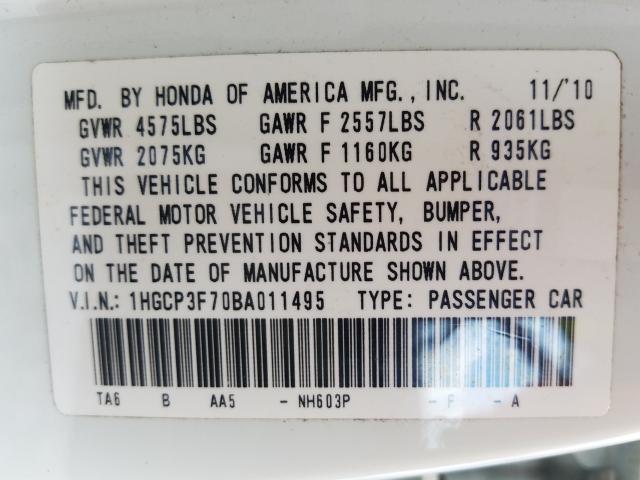 MFD. BY HONDA OF AMERICA MFG., INC. 11/'10
GVWR 4575LBS GAWR F 2557LBS R 2061LBS
GVWR 2075KG GAWR F 1160KG R 935KG
THIS VEHICLE CONFORMS TO ALL APPLICABLE
FEDERAL MOTOR VEHICLE SAFETY, BUMPER,
AND THEFT PREVENTION STANDARDS IN EFFECT
ON THE DATE OF MANUFACTURE SHOWN ABOVE.
V.I.N.: 1HGCP3F70BA011495 TYPE: PASSENGER CAR
TA6 B AA5 - NH603P - F - A